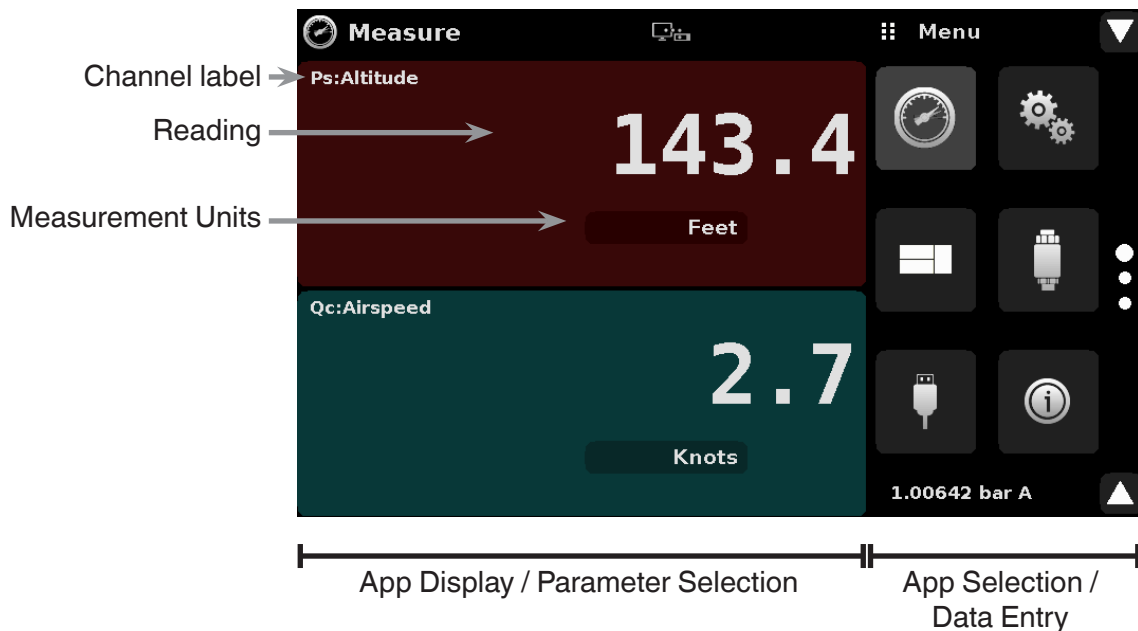 Measure
Menu
Channel label
Ps:Altitude
Reading
143.4
Measurement Units
Feet
Qc:Airspeed
2.7
Knots
1.00642 bar A
App Display / Parameter Selection
App Selection /
Data Entry